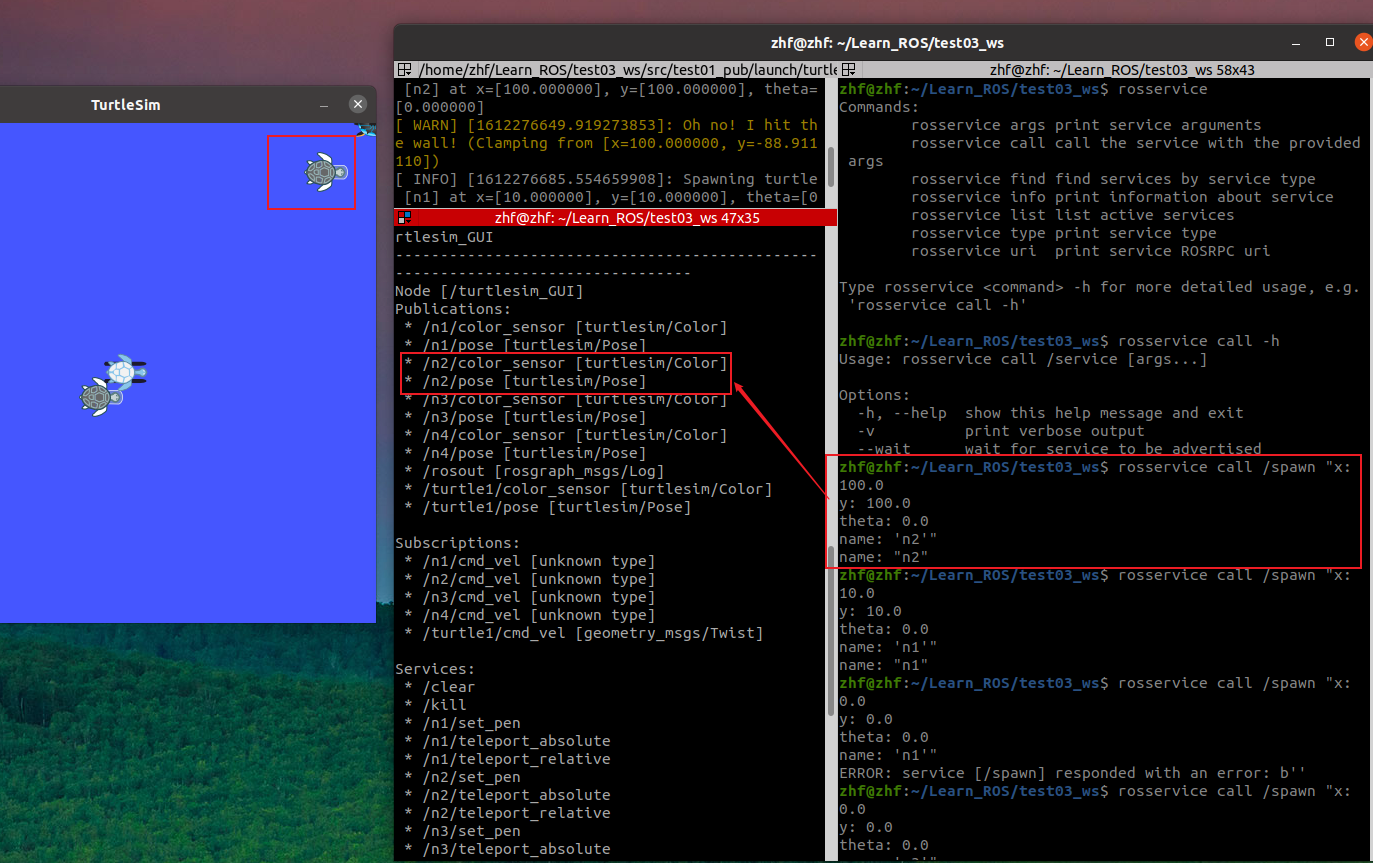 TurtleSim
zhf@zhf: ~/Learn_ROS/test03_ws
/home/zhf/Learn_ROS/test03_ws/src/test01_pub/launch/turtle
[n2] at x=[100.000000], y=[100.000000], theta=
[0.000000]
[ WARN] [1612276649.919273853]: Oh no! I hit th
e wall! (Clamping from [x=100.000000, y=-88.911
110])
[ INFO] [1612276685.554659908]: Spawning turtle
[n1] at x=[10.000000], y=[10.000000], theta=[0
zhf@zhf: ~/Learn_ROS/test03_ws 47x35
rtlesim_GUI
-----------------------------------------------
---------------------------------
Node [/turtlesim_GUI]
Publications:
* /n1/color_sensor [turtlesim/Color]
* /n1/pose [turtlesim/Pose]
* /n2/color_sensor [turtlesim/Color]
* /n2/pose [turtlesim/Pose]
* /n3/color_sensor [turtlesim/Color]
* /n3/pose [turtlesim/Pose]
* /n4/color_sensor [turtlesim/Color]
* /n4/pose [turtlesim/Pose]
* /rosout [rosgraph_msgs/Log]
* /turtle1/color_sensor [turtlesim/Color]
* /turtle1/pose [turtlesim/Pose]
Subscriptions:
* /n1/cmd_vel [unknown type]
* /n2/cmd_vel [unknown type]
* /n3/cmd_vel [unknown type]
* /n4/cmd_vel [unknown type]
* /turtle1/cmd_vel [geometry_msgs/Twist]
Services:
* /clear
* /kill
* /n1/set_pen
* /n1/teleport_absolute
* /n1/teleport_relative
* /n2/set_pen
* /n2/teleport_absolute
* /n2/teleport_relative
* /n3/set_pen
* /n3/teleport_absolute
zhf@zhf: ~/Learn_ROS/test03_ws 58x43
zhf@zhf:~/Learn_ROS/test03_ws$ rosservice
Commands:
rosservice args print service arguments
rosservice call call the service with the provided
args
rosservice find find services by service type
rosservice info print information about service
rosservice list list active services
rosservice type print service type
rosservice uri  print service ROSRPC uri
Type rosservice <command> -h for more detailed usage, e.g.
'rosservice call -h'
zhf@zhf:~/Learn_ROS/test03_ws$ rosservice call -h
Usage: rosservice call /service [args...]
Options:
-h, --help  show this help message and exit
-v          print verbose output
--wait      wait for service to be advertised
zhf@zhf:~/Learn_ROS/test03_ws$ rosservice call /spawn "x:
100.0
y: 100.0
theta: 0.0
name: 'n2'"
name: "n2"
zhf@zhf:~/Learn_ROS/test03_ws$ rosservice call /spawn "x:
10.0
y: 10.0
theta: 0.0
name: 'n1'"
name: "n1"
zhf@zhf:~/Learn_ROS/test03_ws$ rosservice call /spawn "x:
0.0
y: 0.0
theta: 0.0
name: 'n1'"
ERROR: service [/spawn] responded with an error: b''
zhf@zhf:~/Learn_ROS/test03_ws$ rosservice call /spawn "x:
0.0
y: 0.0
theta: 0.0